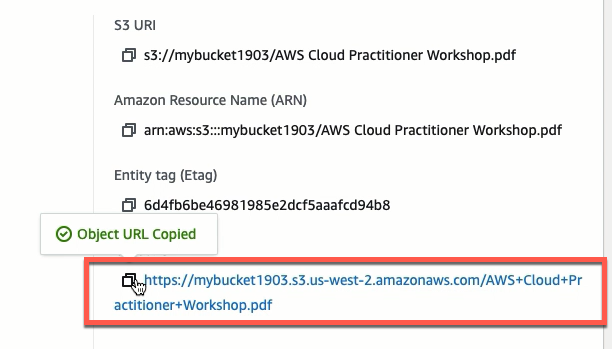 S3 URI
s3://mybucket1903/AWS Cloud Practitioner Workshop.pdf
Amazon Resource Name (ARN)
arn:aws:s3:::mybucket1903/AWS Cloud Practitioner Workshop.pdf
Entity tag (Etag)
6d4fb6be46981985e2dcf5aaafcd94b8
Object URL Copied
https://mybucket1903.s3.us-west-2.amazonaws.com/AWS+Cloud+Pr
actitioner+Workshop.pdf